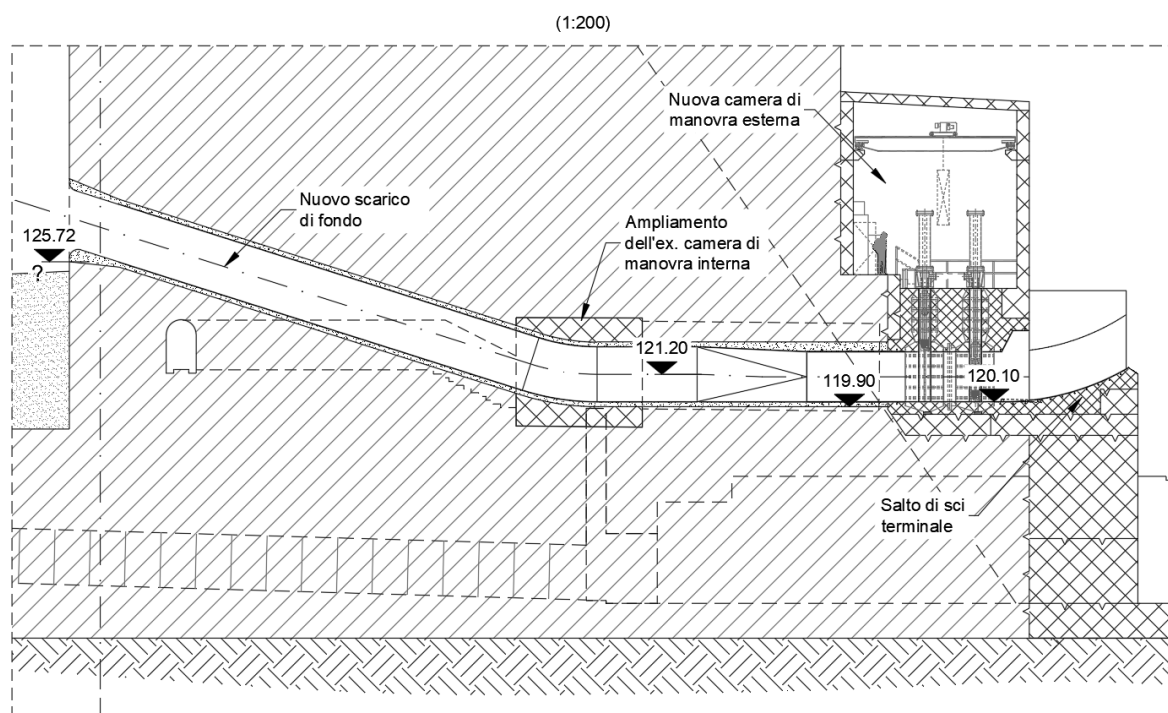 (1:200)
Nuova camera di
manovra esterna
Nuovo scarico
di fondo
Ampliamento
dell'ex. camera di
manovra interna
125.72
?
121.20
119.90
120.10
Salto di sci
terminale